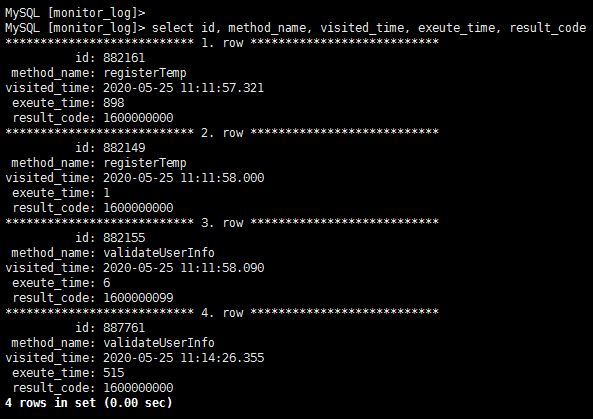 MySQL [monitor_log]>
MySQL [monitor_log]> select id, method_name, visited_time, exeute_time, result_code
*************************** 1. row ***************************
id: 882161
method_name: registerTemp
visited_time: 2020-05-25 11:11:57.321
exeute_time: 898
result_code: 1600000000
*************************** 2. row ***************************
id: 882149
method_name: registerTemp
visited_time: 2020-05-25 11:11:58.000
exeute_time: 1
result_code: 1600000000
*************************** 3. row ***************************
id: 882155
method_name: validateUserInfo
visited_time: 2020-05-25 11:11:58.090
exeute_time: 6
result_code: 1600000099
*************************** 4. row ***************************
id: 887761
method_name: validateUserInfo
visited_time: 2020-05-25 11:14:26.355
exeute_time: 515
result_code: 1600000000
4 rows in set (0.00 sec)